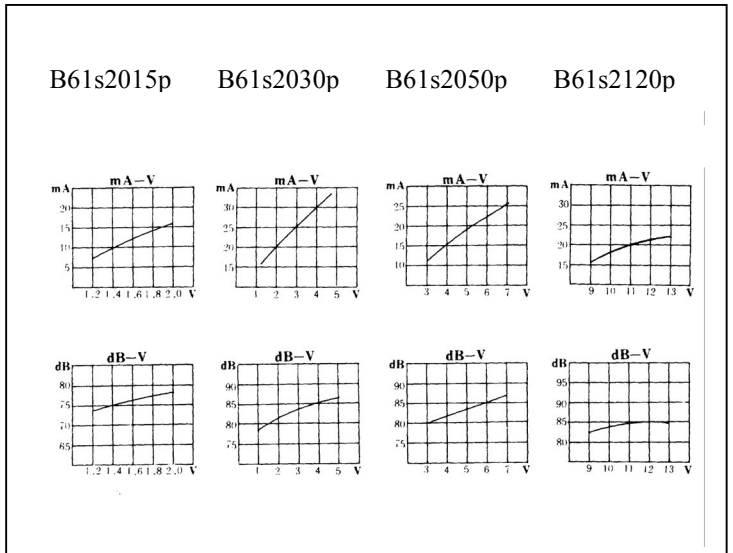 B61s2015p B61s2030p B61s2050p B61s2120p
mA–V mA–V mA–V mA–V
mA mA mA mA
20 30 25 30
15 25 20 25
10 20 15 20
5 15 10 15
1.2 1.4 1.6 1.8 2.0 V 1 2 3 4 5 V 3 4 5 6 7 V 9 10 11 12 13 V
dB–V dB–V dB–V dB–V
dB dB dB dB
80 90 90 95
75 85 85 90
70 80 80 85
65 75 75 80
1.2 1.4 1.6 1.8 2.0 V 1 2 3 4 5 V 3 4 5 6 7 V 9 10 11 12 13 V